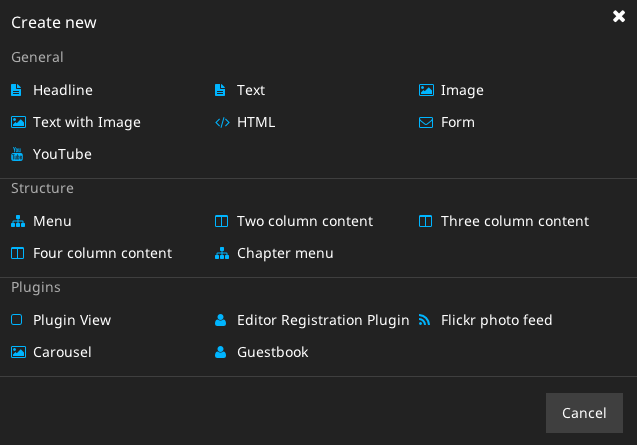 Create new
General
Headline
Text
Image
Text with Image
HTML
Form
YouTube
Structure
Menu
Two column content
Three column content
Four column content
Chapter menu
Plugins
Plugin View
Editor Registration Plugin
Flickr photo feed
Carousel
Guestbook
Cancel